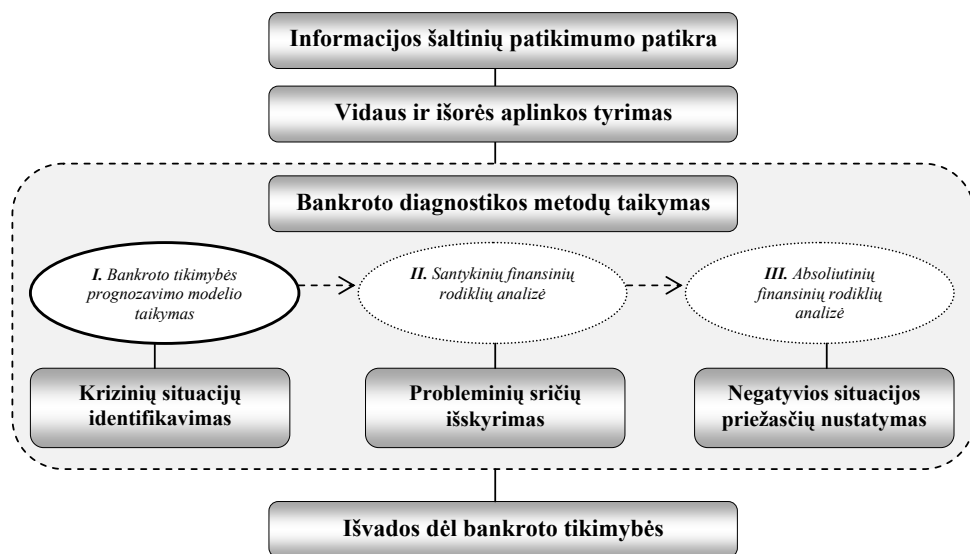 Informacijos šaltinių patikimumo patikra
Vidaus ir išorės aplinkos tyrimas
Bankroto diagnostikos metodų taikymas
I. Bankroto tikimybės
prognozavimo modelio
taikymas
II. Santykinių finansinių
rodiklių analizė
III. Absoliutinių
finansinių rodiklių
analizė
Krizinių situacijų
identifikavimas
Probleminių sričių
išskyrimas
Negatyvios situacijos
priežasčių nustatymas
Išvados dėl bankroto tikimybės